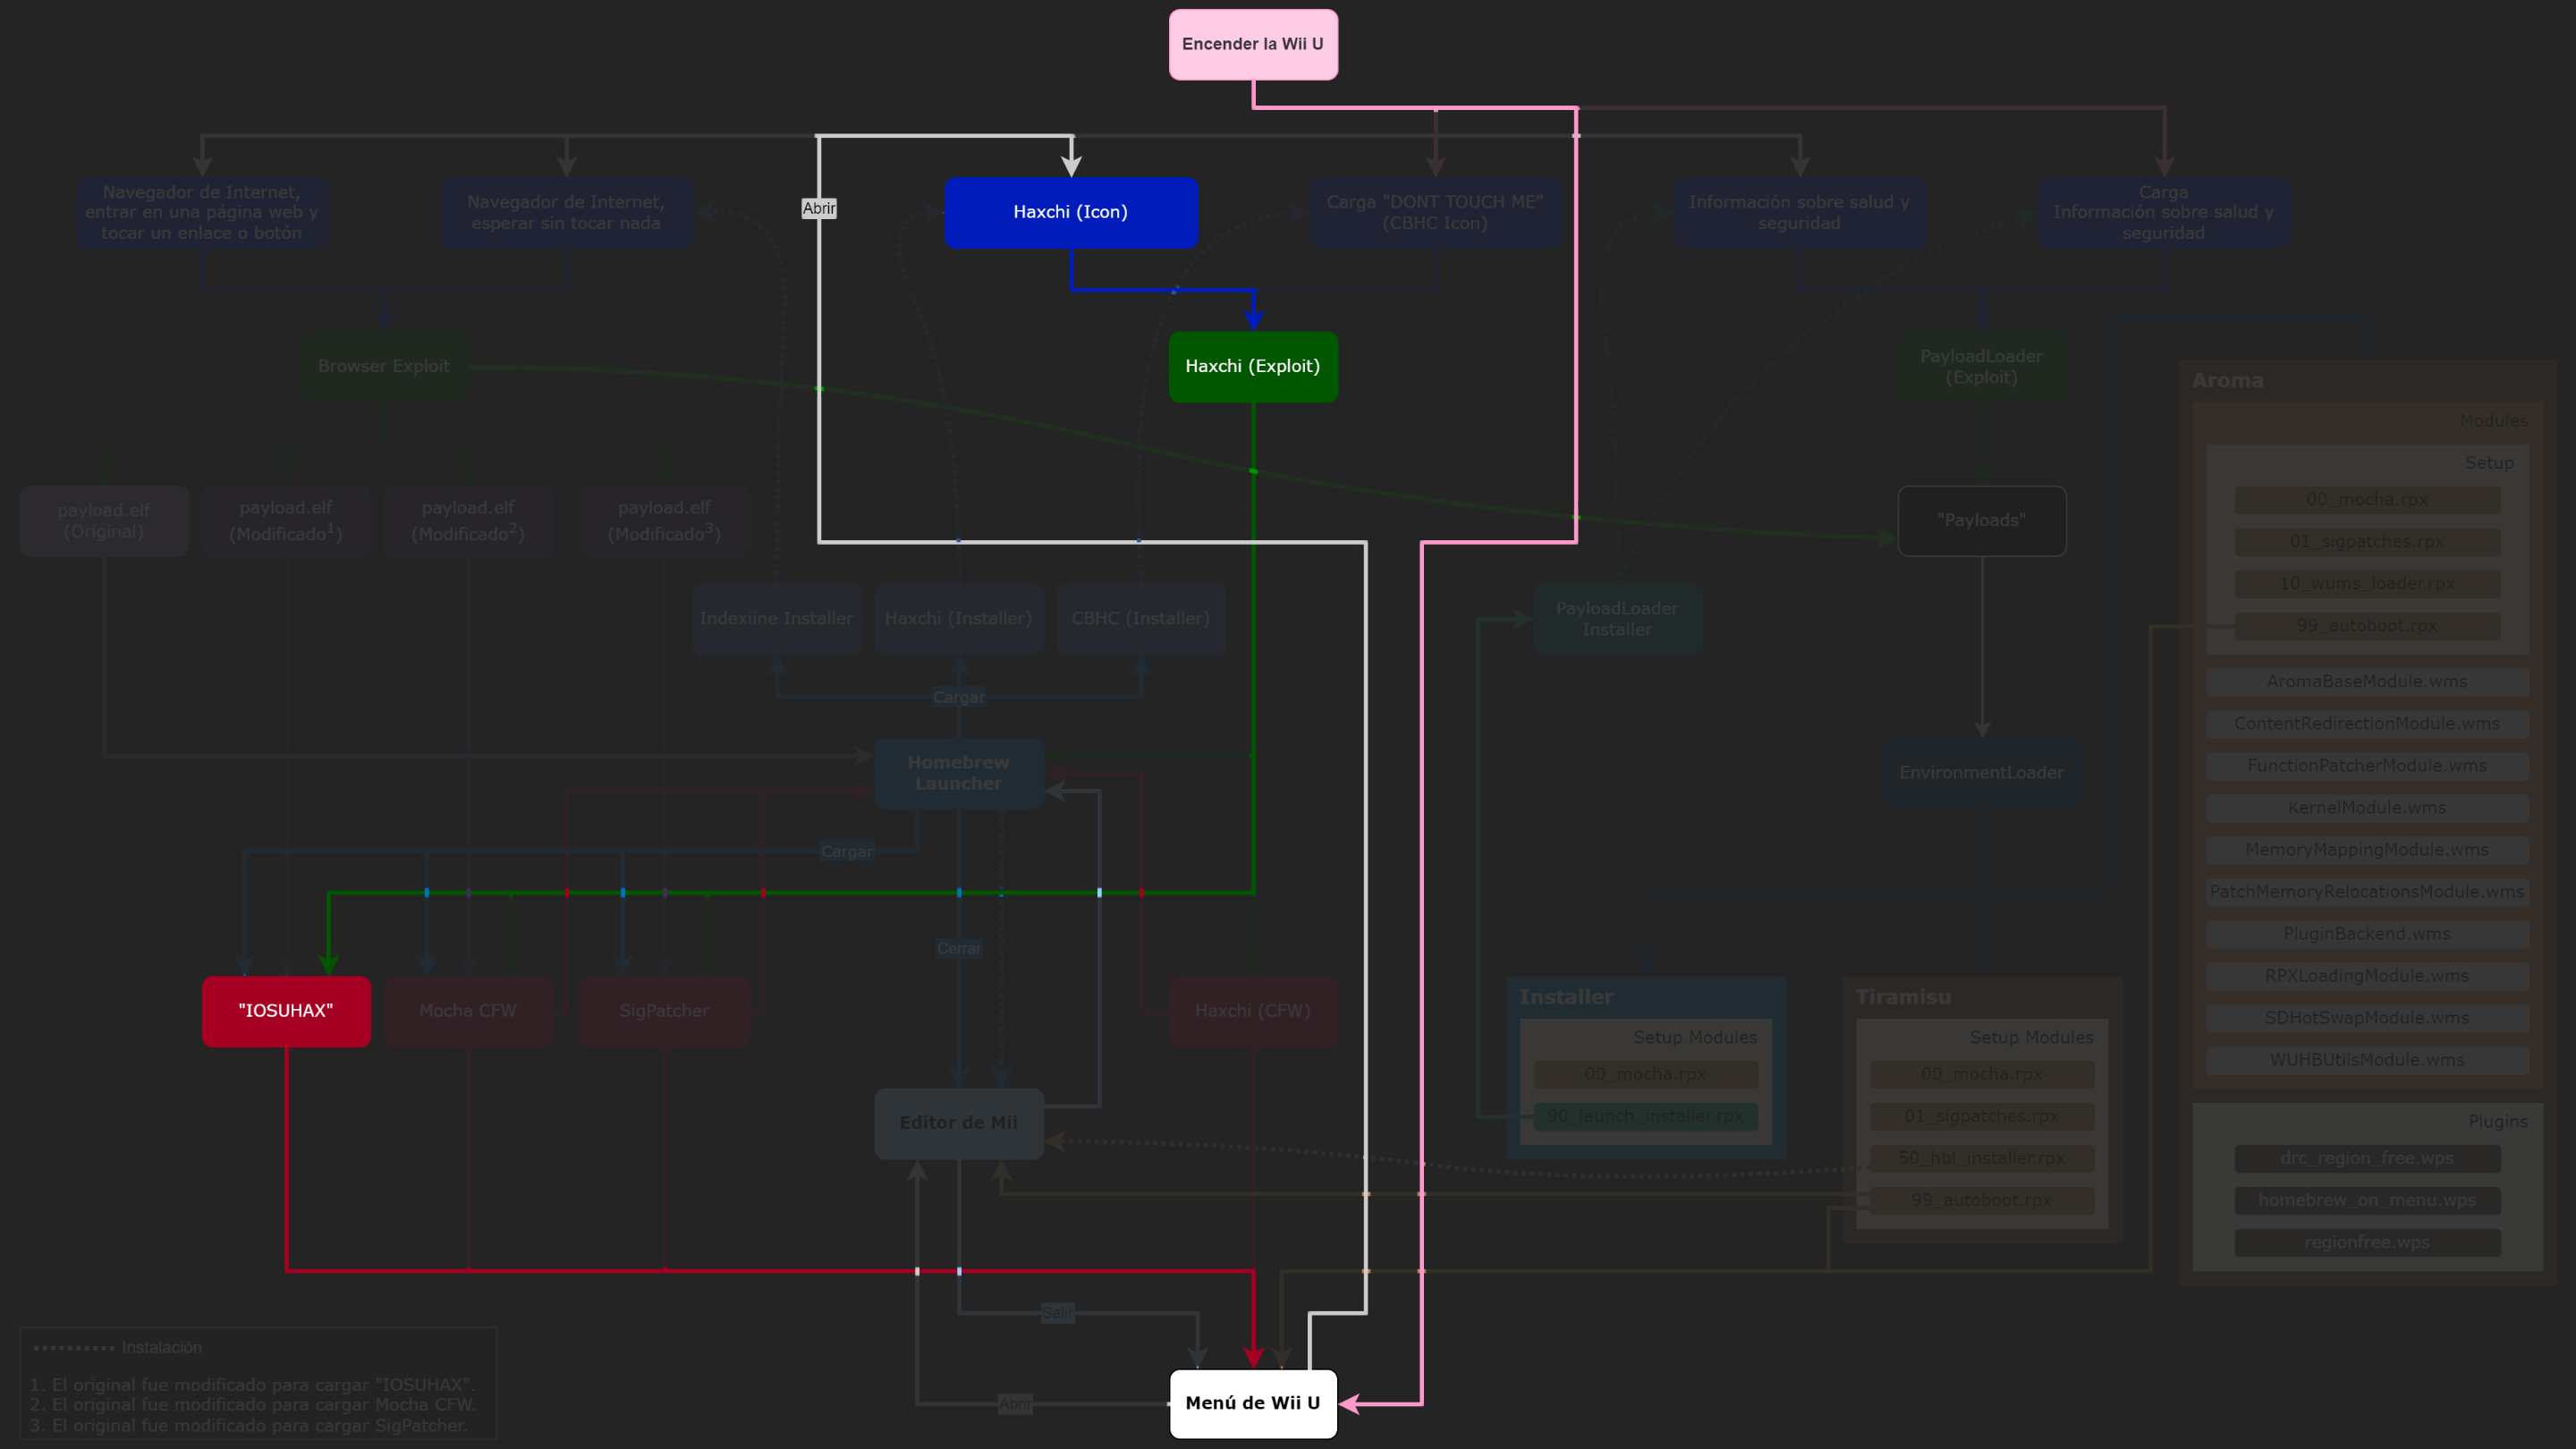 Encender la Wii U
Navegador de Internet,
entrar en una página web y
tocar un enlace o botón
Navegador de Internet,
esperar sin tocar nada
Abrir
Haxchi (Icon)
Carga "DONT TOUCH ME"
(CBHC Icon)
Información sobre salud y
seguridad
Carga
Información sobre salud y
seguridad
Browser Exploit
Haxchi (Exploit)
PayloadLoader
(Exploit)
payload.elf
(Original)
payload.elf
(Modificado¹)
payload.elf
(Modificado²)
payload.elf
(Modificado³)
"Payloads"
Indexiine Installer
Haxchi (Installer)
CBHC (Installer)
PayloadLoader
Installer
Cargar
Homebrew
Launcher
EnvironmentLoader
Cargar
Cerrar
"IOSUHAX"
Mocha CFW
SigPatcher
Haxchi (CFW)
Editor de Mii
Installer
Setup Modules
00_mocha.rpx
90_launch_installer.rpx
Tiramisu
Setup Modules
00_mocha.rpx
01_sigpatches.rpx
50_hbl_installer.rpx
99_autoboot.rpx
Aroma
Modules
Setup
00_mocha.rpx
01_sigpatches.rpx
10_wums_loader.rpx
99_autoboot.rpx
AromaBaseModule.wms
ContentRedirectionModule.wms
FunctionPatcherModule.wms
KernelModule.wms
MemoryMappingModule.wms
PatchMemoryRelocationsModule.wms
PluginBackend.wms
RPXLoadingModule.wms
SDHotSwapModule.wms
WUHBUtilsModule.wms
Plugins
drc_region_free.wps
homebrew_on_menu.wps
regionfree.wps
Salir
Abrir
Menú de Wii U
Instalación
1. El original fue modificado para cargar "IOSUHAX".
2. El original fue modificado para cargar Mocha CFW.
3. El original fue modificado para cargar SigPatcher.